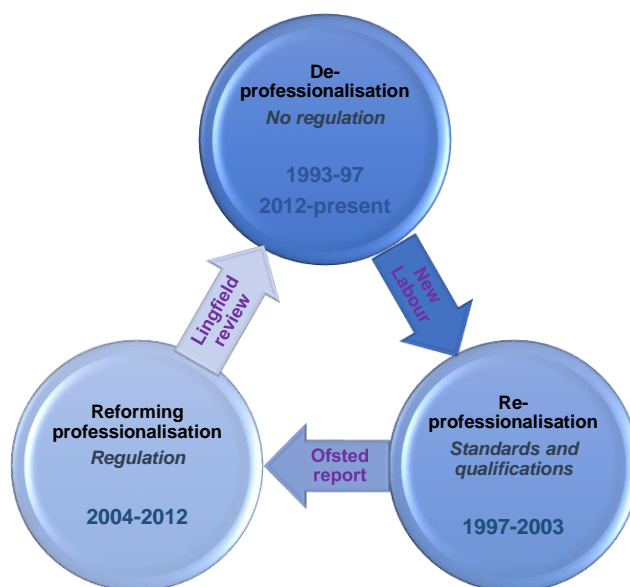 De-
professionalisation
No regulation
1993-97
2012-present
New
Labour
Re-
professionalisation
Standards and
qualifications
1997-2003
Ofsted
report
Reforming
professionalisation
Regulation
2004-2012
Lingfield
review